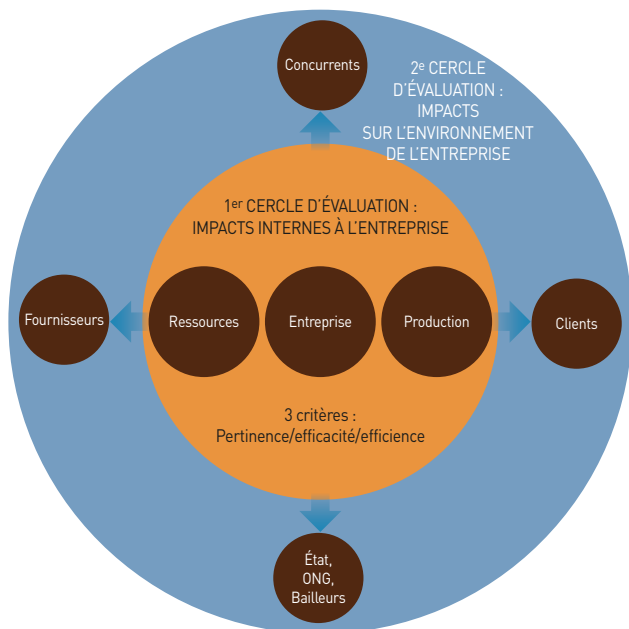 Concurrents
2e CERCLE
D'ÉVALUATION :
IMPACTS
SUR L'ENVIRONNEMENT
DE L'ENTREPRISE
1er CERCLE D'ÉVALUATION :
IMPACTS INTERNES À L'ENTREPRISE
Fournisseurs
Ressources
Entreprise
Production
Clients
3 critères :
Pertinence/efficacité/efficience
État,
ONG,
Bailleurs